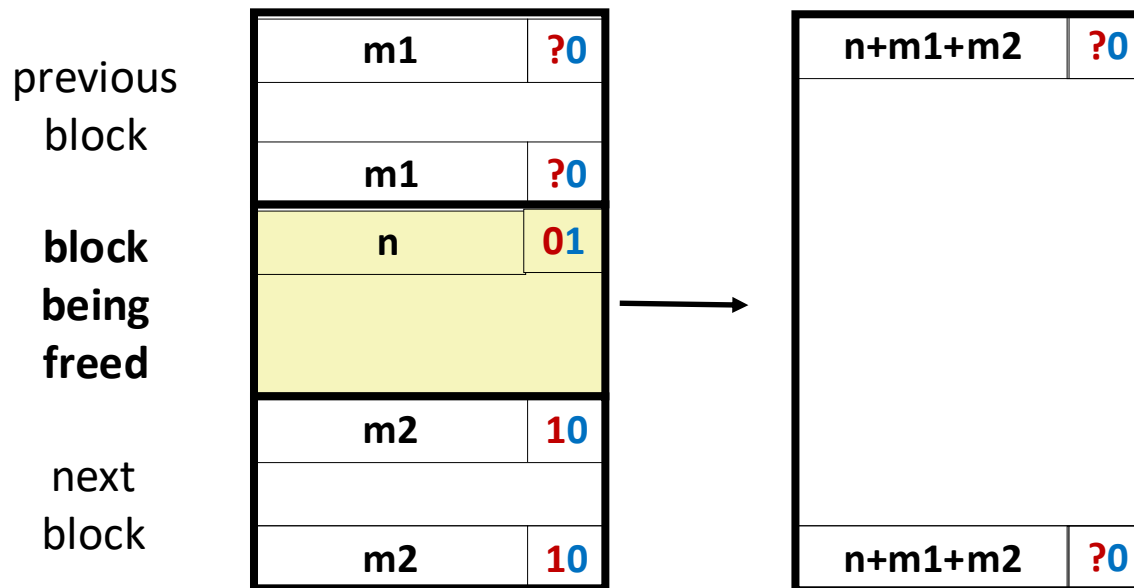 m1 ?0
n+m1+m2 ?0
previous
block
m1 ?0
block
being
freed
n 01
m2 10
next
block
m2 10
n+m1+m2 ?0